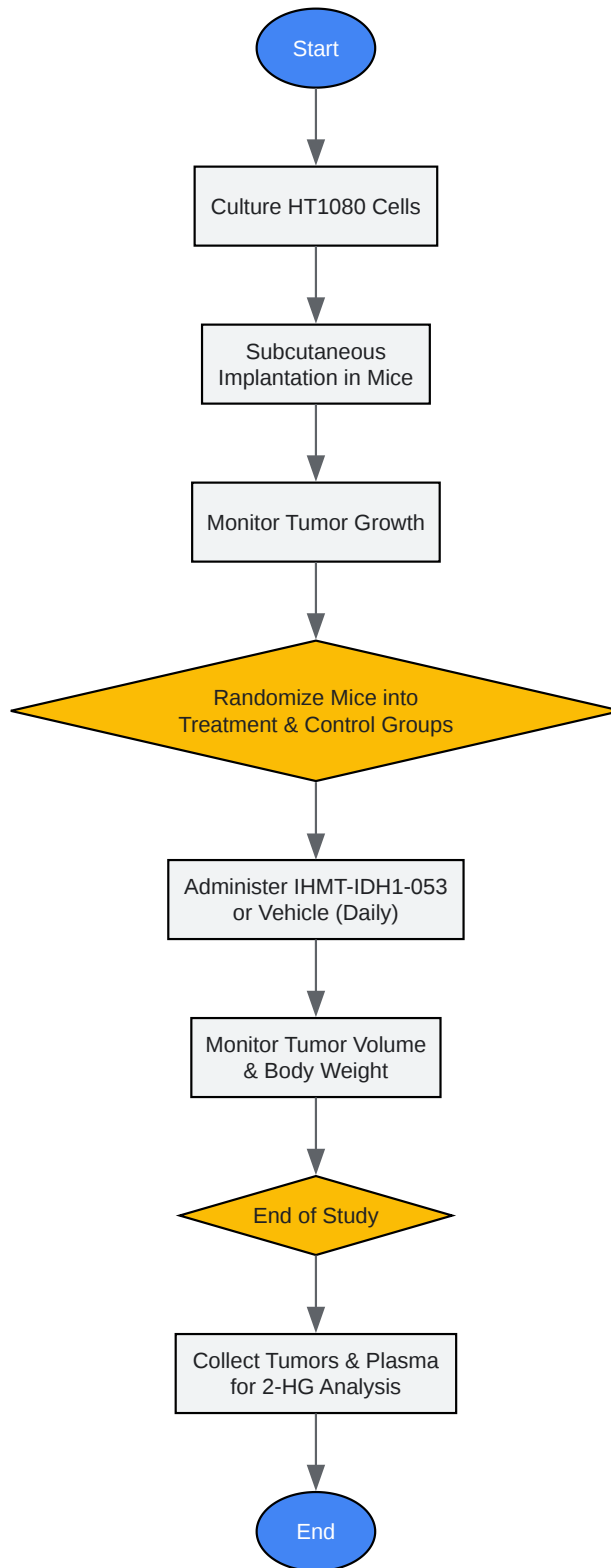 Start
Culture HT1080 Cells
Subcutaneous
Implantation in Mice
Monitor Tumor Growth
Randomize Mice into
Treatment & Control Groups
Administer IHMT-IDH1-053
or Vehicle (Daily)
Monitor Tumor Volume
& Body Weight
End of Study
Collect Tumors & Plasma
for 2-HG Analysis
End